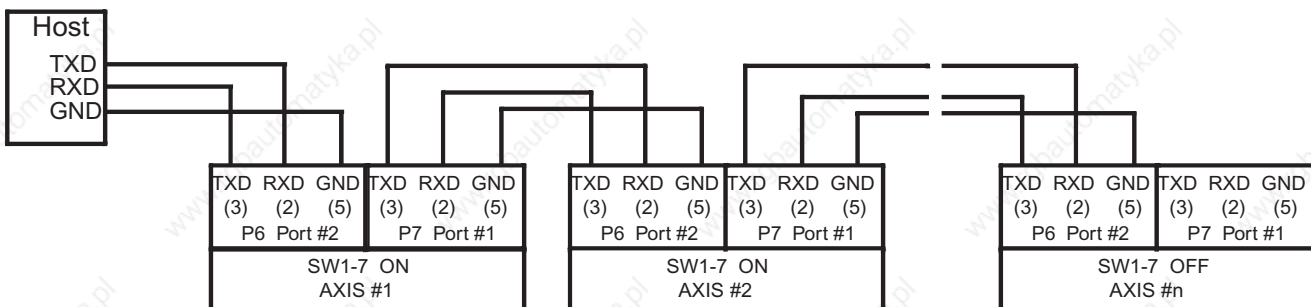 Host
TXD
RXD
GND
TXD RXD GND TXD RXD GND
(3) (2) (5) (3) (2) (5)
P6 Port #2 P7 Port #1
SW1-7 ON
AXIS #1
TXD RXD GND TXD RXD GND
(3) (2) (5) (3) (2) (5)
P6 Port #2 P7 Port #1
SW1-7 ON
AXIS #2
TXD RXD GND TXD RXD GND
(3) (2) (5) (3) (2) (5)
P6 Port #2 P7 Port #1
SW1-7 OFF
AXIS #n